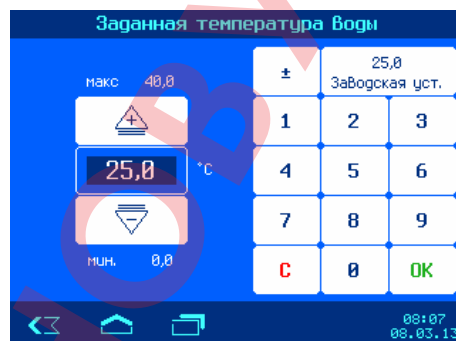 Заданная температура воды
макс 40,0
+
25,0 °C
−
мин. 0,0
± 25,0
Заводская уст.
1 2 3
4 5 6
7 8 9
C 0 OK
08:07
08.03.13